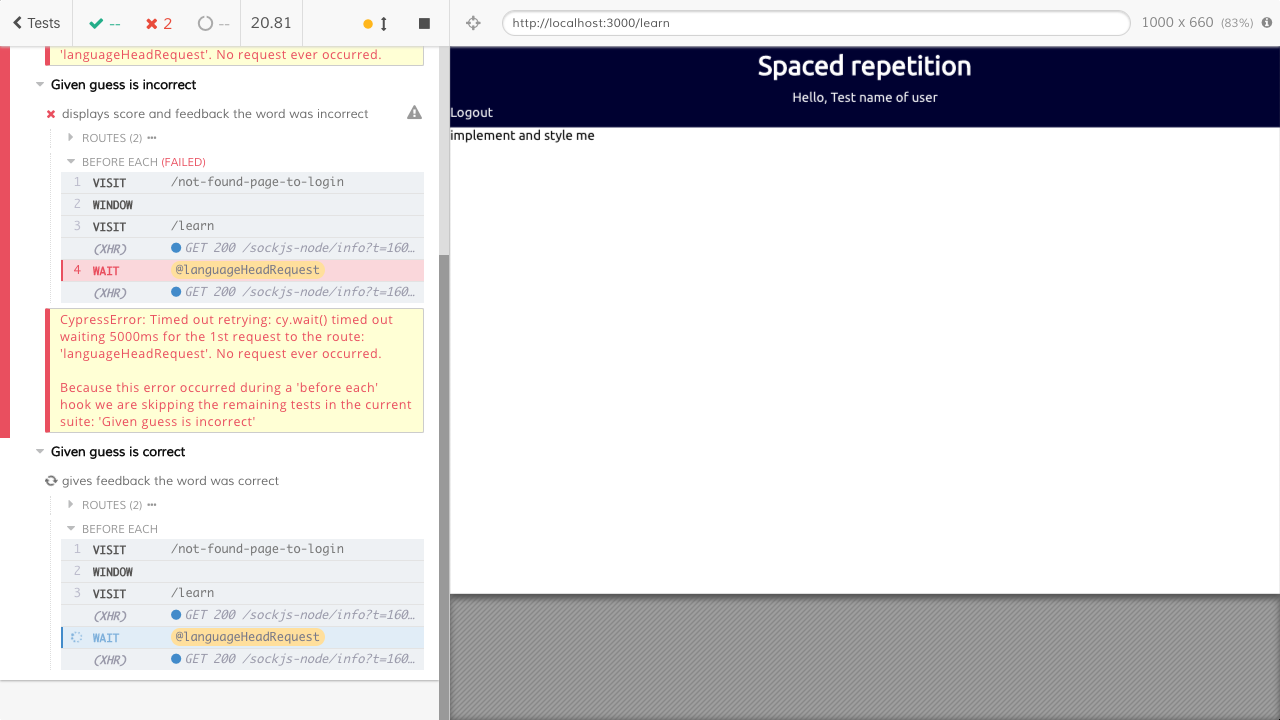 Tests
--
2
--
20.81
http://localhost:3000/learn
1000 x 660 (83%)
'languageHeadRequest'. No request ever occurred.
Given guess is incorrect
displays score and feedback the word was incorrect
ROUTES (2) •••
BEFORE EACH (FAILED)
1 VISIT /not-found-page-to-login
2 WINDOW
3 VISIT /learn
(XHR) GET 200 /sockjs-node/info?t=160…
4 WAIT @languageHeadRequest
(XHR) GET 200 /sockjs-node/info?t=160…
CypressError: Timed out retrying: cy.wait() timed out
waiting 5000ms for the 1st request to the route:
'languageHeadRequest'. No request ever occurred.
Because this error occurred during a 'before each'
hook we are skipping the remaining tests in the current
suite: 'Given guess is incorrect'
Given guess is correct
gives feedback the word was correct
ROUTES (2) •••
BEFORE EACH
1 VISIT /not-found-page-to-login
2 WINDOW
3 VISIT /learn
(XHR) GET 200 /sockjs-node/info?t=160…
WAIT @languageHeadRequest
(XHR) GET 200 /sockjs-node/info?t=160…
Spaced repetition
Hello, Test name of user
Logout
implement and style me